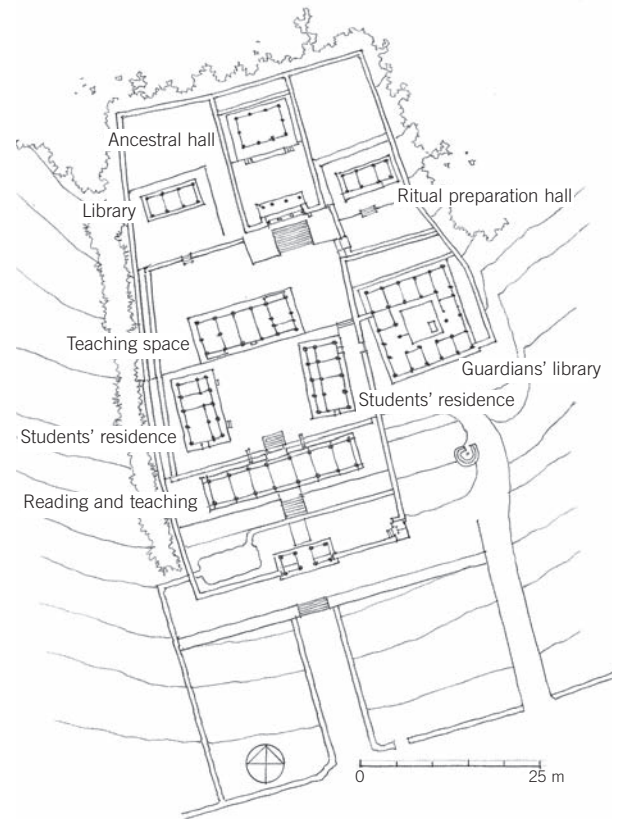 Ancestral hall
Library
Ritual preparation hall
Teaching space
Guardians’ library
Students’ residence
Students’ residence
Reading and teaching
0
25 m